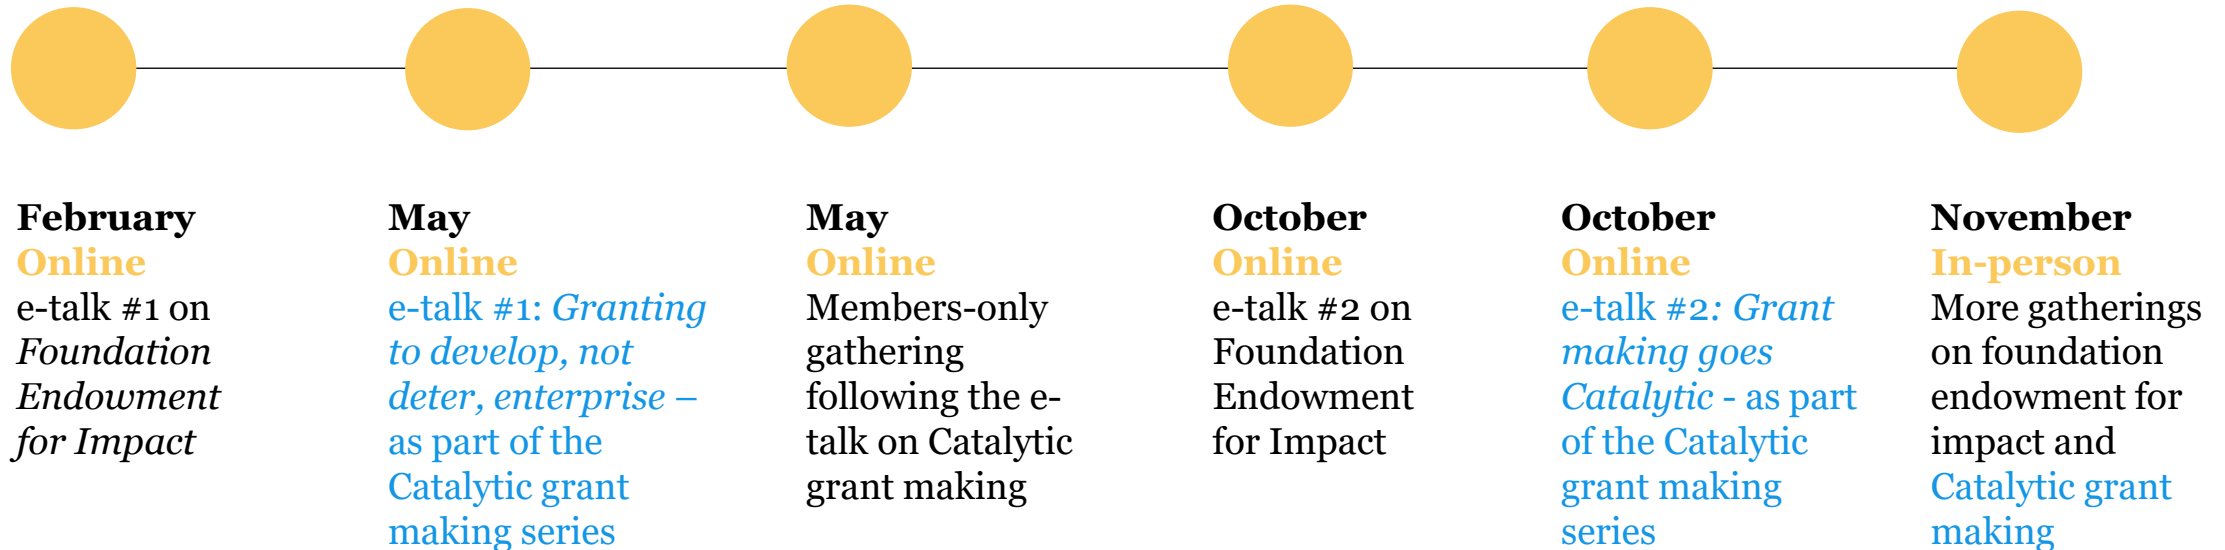 February
Online
e-talk #1 on
Foundation
Endowment
for Impact
May
Online
e-talk #1: Granting
to develop, not
deter, enterprise –
as part of the
Catalytic grant
making series
May
Online
Members-only
gathering
following the e-
talk on Catalytic
grant making
October
Online
e-talk #2 on
Foundation
Endowment
for Impact
October
Online
e-talk #2: Grant
making goes
Catalytic - as part
of the Catalytic
grant making
series
November
In-person
More gatherings
on foundation
endowment for
impact and
Catalytic grant
making